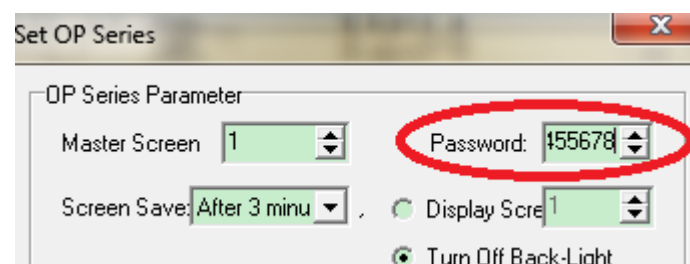 Set OP Series
OP Series Parameter
Master Screen 1 Password: 455678
Screen Save: After 3 minu , Display Scre 1
Turn Off Back-Light